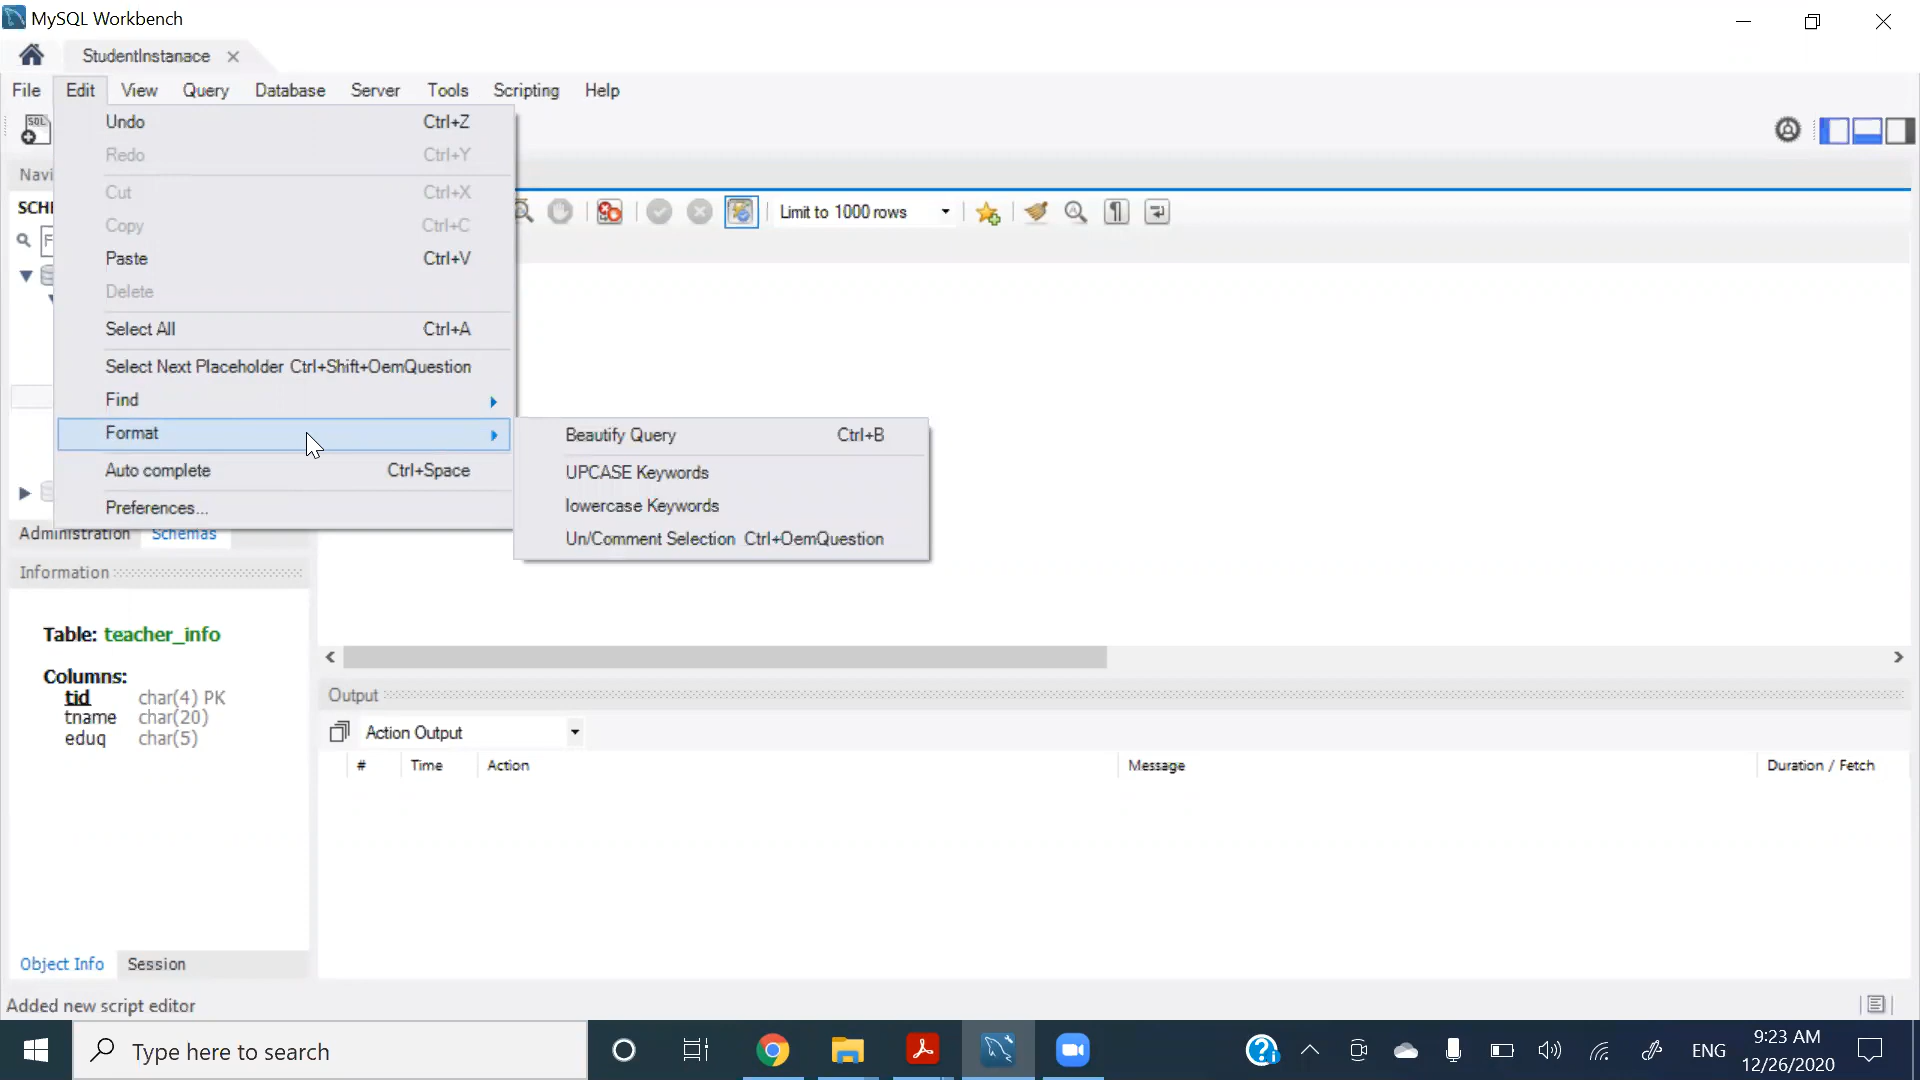 MySQL Workbench
StudentInstanace
File Edit View Query Database Server Tools Scripting Help
SQL
Undo Ctrl+Z
Redo Ctrl+Y
Navi
Cut Ctrl+X
SCHE
Limit to 1000 rows
Copy Ctrl+C
F
Paste Ctrl+V
Delete
Select All Ctrl+A
Select Next Placeholder Ctrl+Shift+OemQuestion
Find
Format
Beautify Query Ctrl+B
Auto complete Ctrl+Space
UPCASE Keywords
Preferences...
lowercase Keywords
Un/Comment Selection Ctrl+OemQuestion
Administration Schemas
Information
Table: teacher_info
Columns:
tid char(4) PK
tname char(20)
eduq char(5)
Output
Action Output
# Time Action Message Duration / Fetch
Object Info Session
Added new script editor
Type here to search
ENG
9:23 AM
12/26/2020